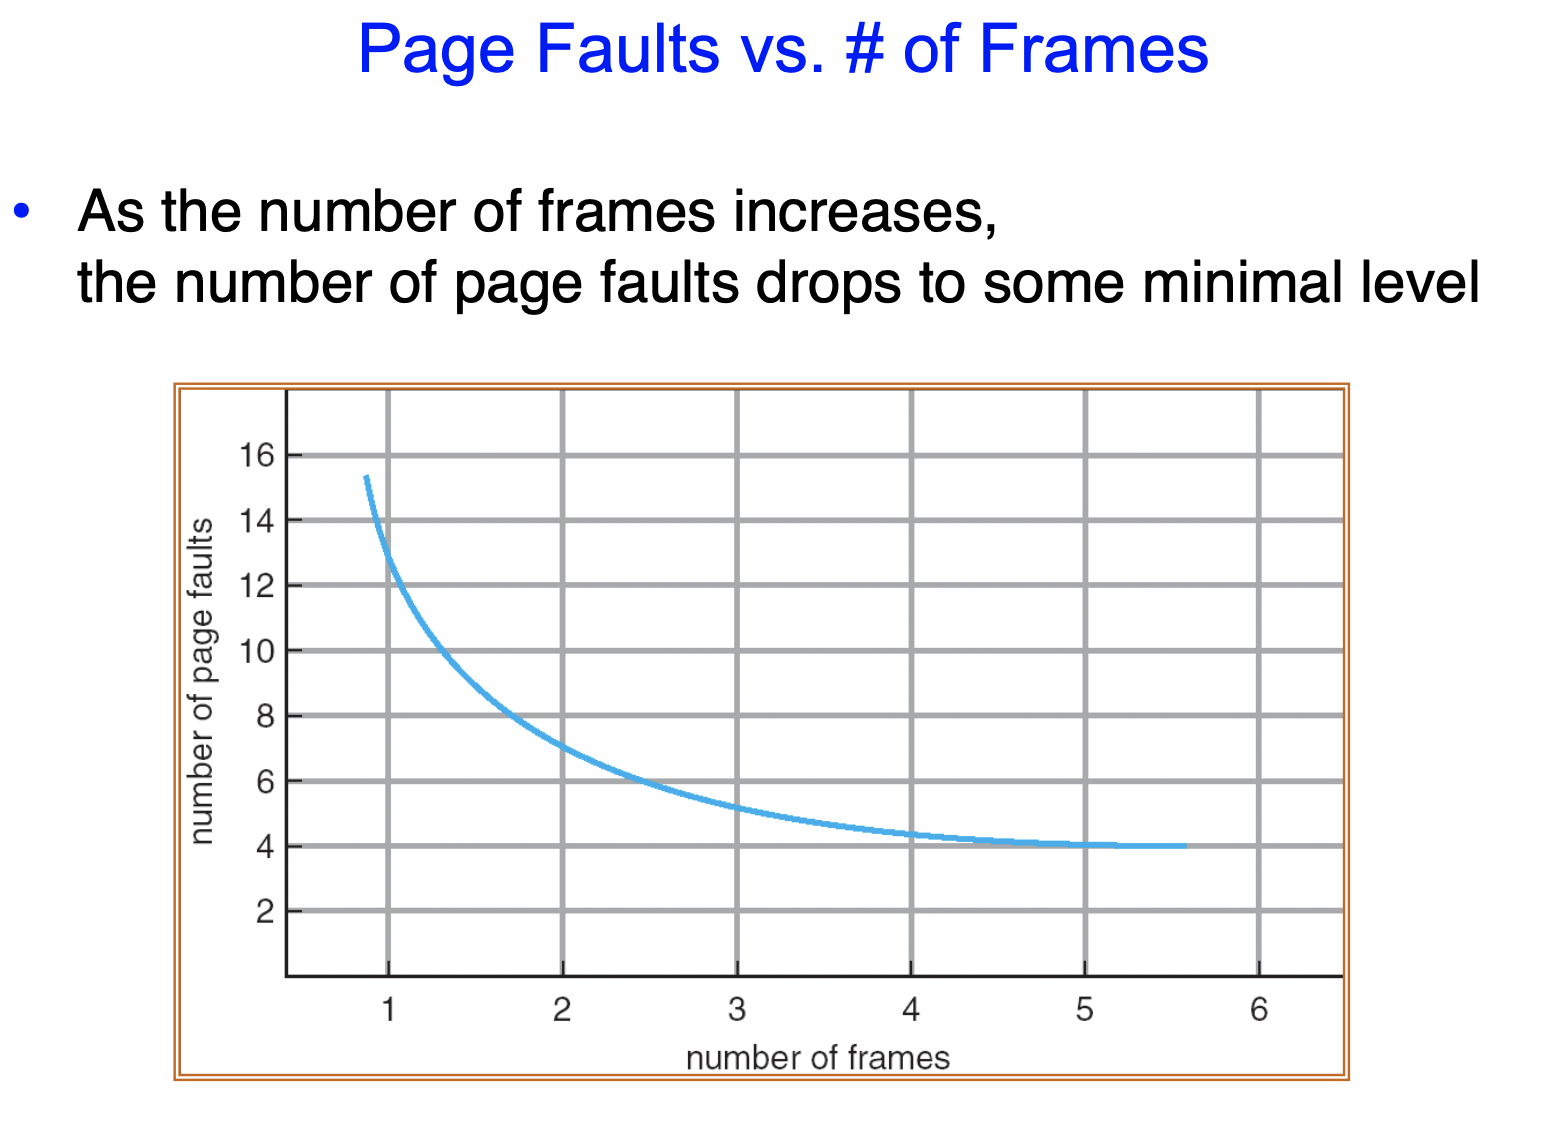 Page Faults vs. # of Frames
• As the number of frames increases,
the number of page faults drops to some minimal level
number of page faults
16
14
12
10
8
6
4
2
1 2 3 4 5 6
number of frames